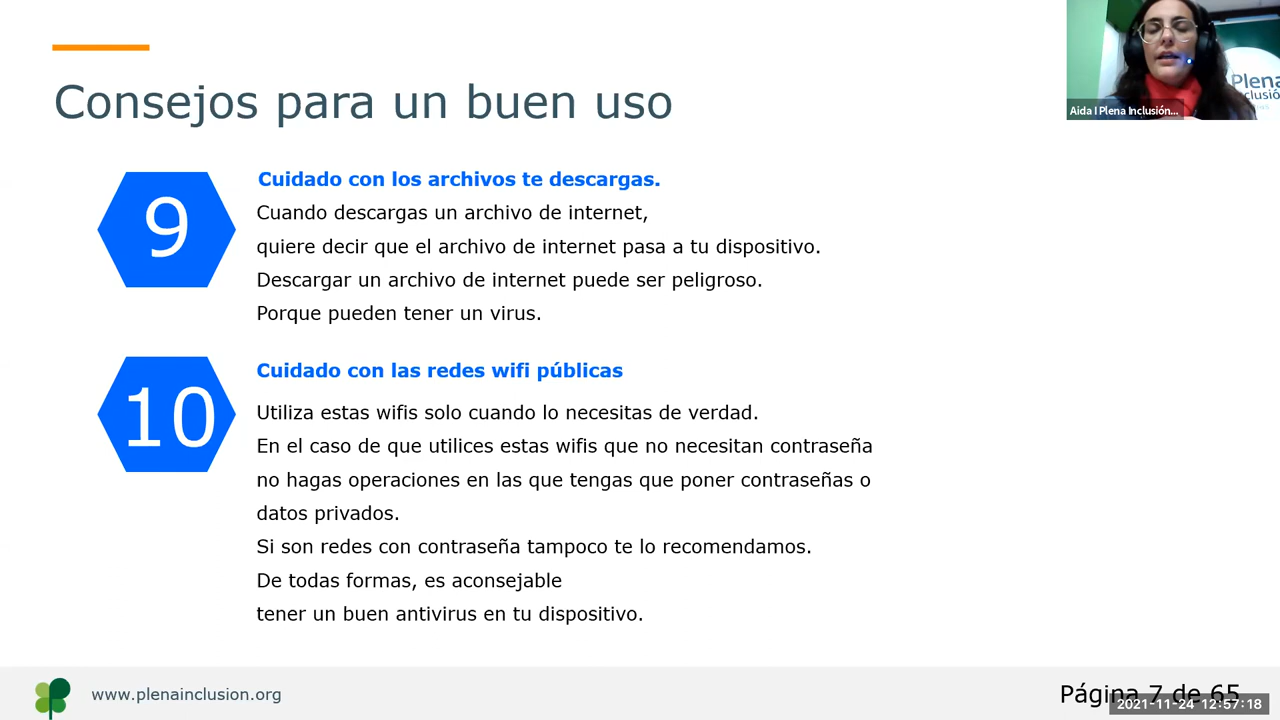 Consejos para un buen uso
9
Cuidado con los archivos te descargas.
Cuando descargas un archivo de internet,
quiere decir que el archivo de internet pasa a tu dispositivo.
Descargar un archivo de internet puede ser peligroso.
Porque pueden tener un virus.
10
Cuidado con las redes wifi públicas
Utiliza estas wifis solo cuando lo necesitas de verdad.
En el caso de que utilices estas wifis que no necesitan contraseña
no hagas operaciones en las que tengas que poner contraseñas o
datos privados.
Si son redes con contraseña tampoco te lo recomendamos.
De todas formas, es aconsejable
tener un buen antivirus en tu dispositivo.
www.plenainclusion.org
Página 7 de 65
2021-11-24 12:57:18
Plena
Aida I Plena Inclusión...